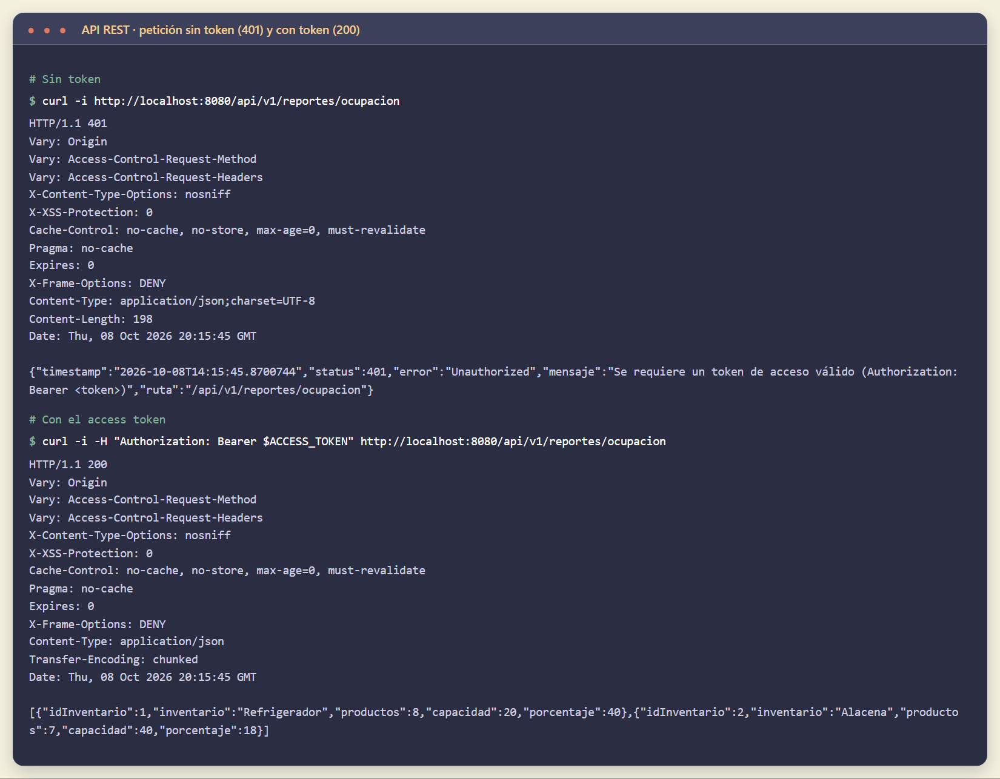 API REST · petición sin token (401) y con token (200)
# Sin token
$ curl -i http://localhost:8080/api/v1/reportes/ocupacion
HTTP/1.1 401
Vary: Origin
Vary: Access-Control-Request-Method
Vary: Access-Control-Request-Headers
X-Content-Type-Options: nosniff
X-XSS-Protection: 0
Cache-Control: no-cache, no-store, max-age=0, must-revalidate
Pragma: no-cache
Expires: 0
X-Frame-Options: DENY
Content-Type: application/json;charset=UTF-8
Content-Length: 198
Date: Thu, 08 Oct 2026 20:15:45 GMT
{"timestamp":"2026-10-08T14:15:45.8700744","status":401,"error":"Unauthorized","mensaje":"Se requiere un token de acceso válido (Authorization:
Bearer <token>)","ruta":"/api/v1/reportes/ocupacion"}
# Con el access token
$ curl -i -H "Authorization: Bearer $ACCESS_TOKEN" http://localhost:8080/api/v1/reportes/ocupacion
HTTP/1.1 200
Vary: Origin
Vary: Access-Control-Request-Method
Vary: Access-Control-Request-Headers
X-Content-Type-Options: nosniff
X-XSS-Protection: 0
Cache-Control: no-cache, no-store, max-age=0, must-revalidate
Pragma: no-cache
Expires: 0
X-Frame-Options: DENY
Content-Type: application/json
Transfer-Encoding: chunked
Date: Thu, 08 Oct 2026 20:15:45 GMT
[{"idInventario":1,"inventario":"Refrigerador","productos":8,"capacidad":20,"porcentaje":40},{"idInventario":2,"inventario":"Alacena","producto
s":7,"capacidad":40,"porcentaje":18}]